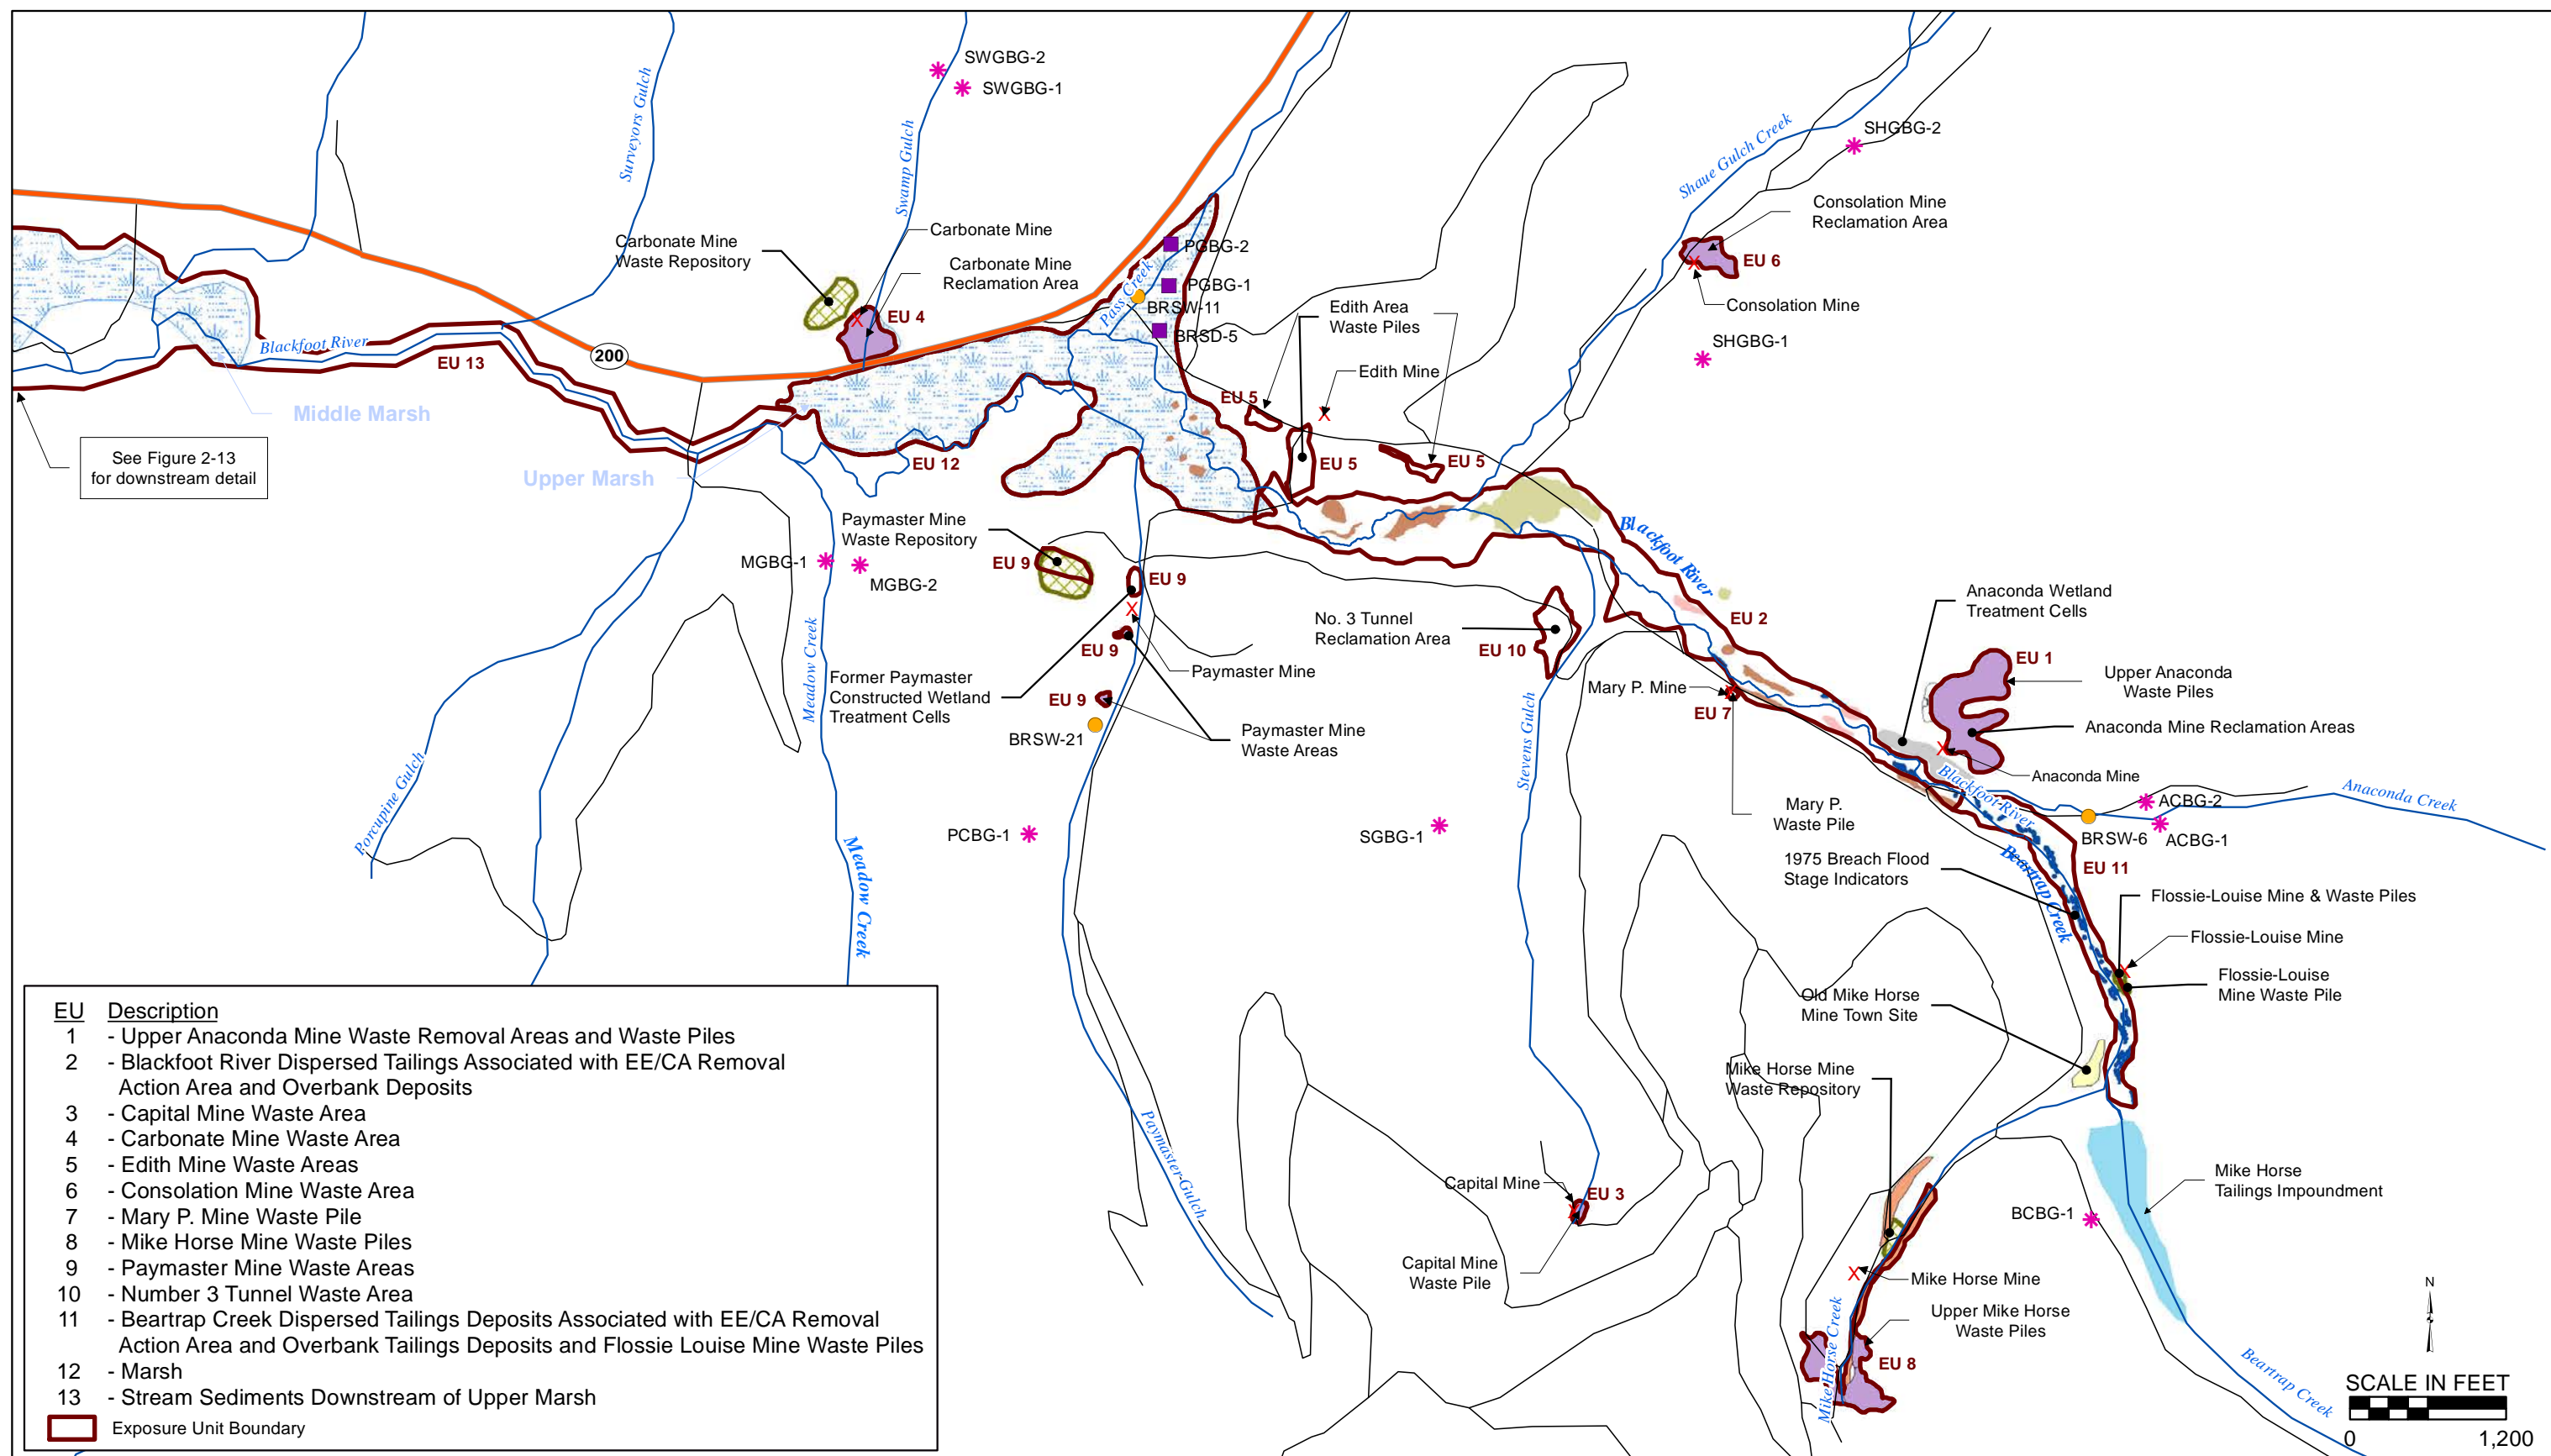 SWGBG-2
SWGBG-1
Surveyors Gulch
Swamp Gulch
Shaue Gulch Creek
SHGBG-2
Consolation Mine
Reclamation Area
EU 6
Consolation Mine
SHGBG-1
Carbonate Mine
Waste Repository
Carbonate Mine
Carbonate Mine
Reclamation Area
EU 4
PGBG-2
PGBG-1
Pass Creek
BRSW-11
BRSD-5
Edith Area
Waste Piles
Edith Mine
EU 5
EU 5
EU 5
Blackfoot River
EU 13
200
Middle Marsh
See Figure 2-13
for downstream detail
Upper Marsh
EU 12
Paymaster Mine
Waste Repository
EU 9
MGBG-1
MGBG-2
EU 9
EU 9
Paymaster Mine
Former Paymaster
Constructed Wetland
Treatment Cells
EU 9
BRSW-21
Paymaster Mine
Waste Areas
Meadow Creek
Meadow Creek
Porcupine Gulch
PCBG-1
SGBG-1
Paymaster Gulch
Stevens Gulch
No. 3 Tunnel
Reclamation Area
EU 10
Blackfoot River
EU 2
Mary P. Mine
EU 7
Mary P.
Waste Pile
Anaconda Wetland
Treatment Cells
EU 1
Upper Anaconda
Waste Piles
Anaconda Mine Reclamation Areas
Anaconda Mine
Blackfoot River
Anaconda Creek
ACBG-2
BRSW-6
ACBG-1
1975 Breach Flood
Stage Indicators
Beartrap Creek
EU 11
Flossie-Louise Mine & Waste Piles
Flossie-Louise Mine
Flossie-Louise
Mine Waste Pile
Old Mike Horse
Mine Town Site
Mike Horse Mine
Waste Repository
Capital Mine
EU 3
Capital Mine
Waste Pile
BCBG-1
Mike Horse
Tailings Impoundment
Mike Horse Mine
Upper Mike Horse
Waste Piles
EU 8
Mike Horse Creek
Beartrap Creek
N
SCALE IN FEET
0 1,200
EU Description
1 - Upper Anaconda Mine Waste Removal Areas and Waste Piles
2 - Blackfoot River Dispersed Tailings Associated with EE/CA Removal
Action Area and Overbank Deposits
3 - Capital Mine Waste Area
4 - Carbonate Mine Waste Area
5 - Edith Mine Waste Areas
6 - Consolation Mine Waste Area
7 - Mary P. Mine Waste Pile
8 - Mike Horse Mine Waste Piles
9 - Paymaster Mine Waste Areas
10 - Number 3 Tunnel Waste Area
11 - Beartrap Creek Dispersed Tailings Deposits Associated with EE/CA Removal
Action Area and Overbank Tailings Deposits and Flossie Louise Mine Waste Piles
12 - Marsh
13 - Stream Sediments Downstream of Upper Marsh
Exposure Unit Boundary